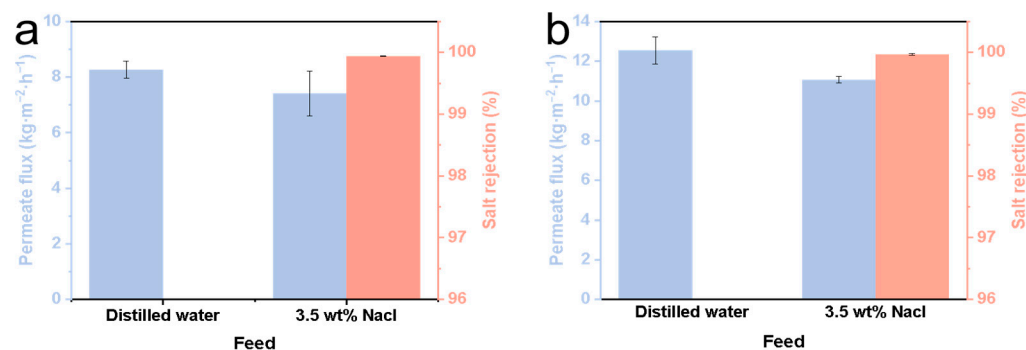 a
10
8
6
4
2
0
Permeate flux (kg·m⁻²·h⁻¹)
100
99
98
97
96
Salt rejection (%)
Distilled water
3.5 wt% Nacl
Feed
b
14
12
10
8
6
4
2
0
Permeate flux (kg·m⁻²·h⁻¹)
100
99
98
97
96
Salt rejection (%)
Distilled water
3.5 wt% Nacl
Feed